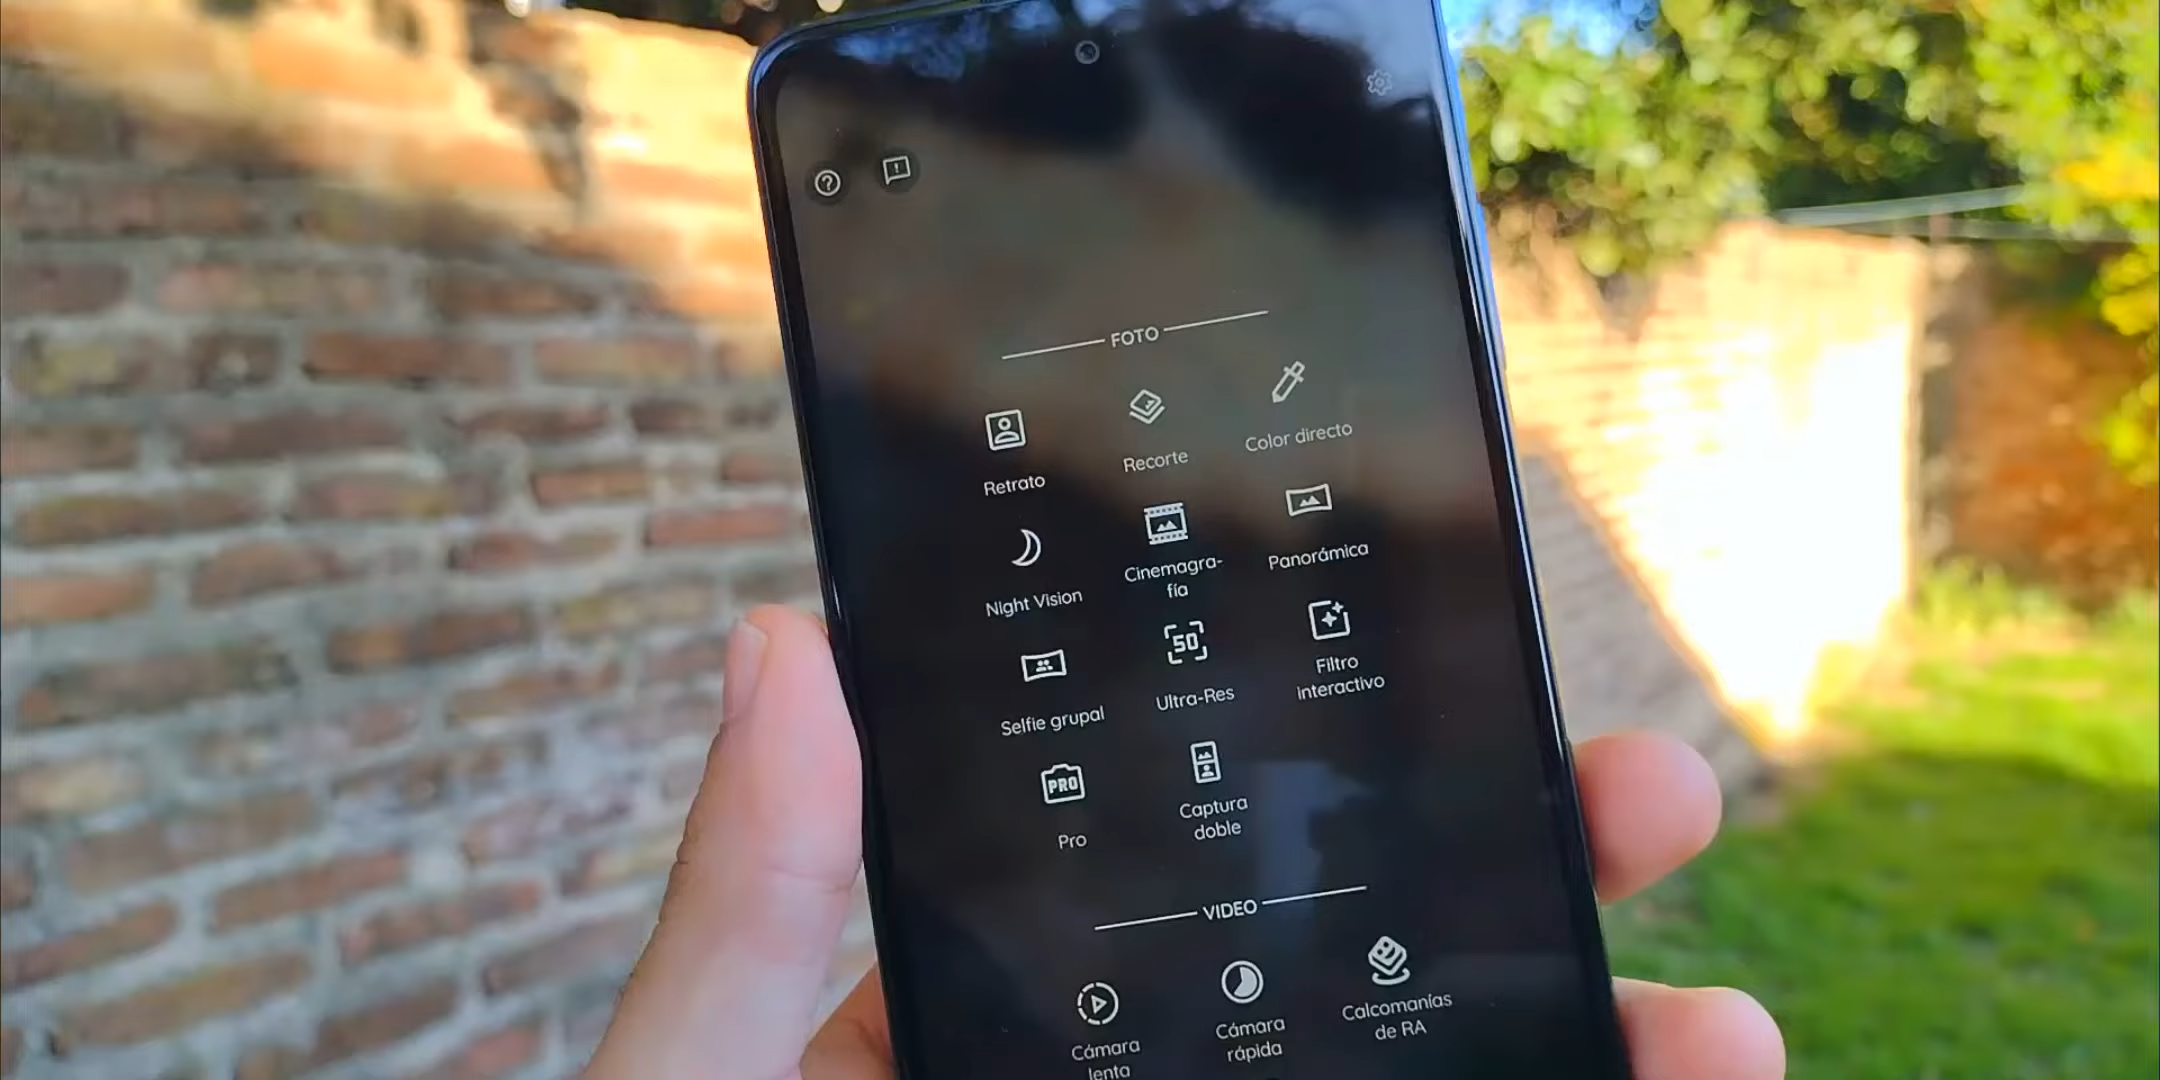 FOTO
Retrato
Recorte
Color directo
Night Vision
Cinemagra-
fía
Panorámica
Selfie grupal
50
Ultra-Res
Filtro
interactivo
PRO
Pro
Captura
doble
VIDEO
Cámara
lenta
Cámara
rápida
Calcomanías
de RA